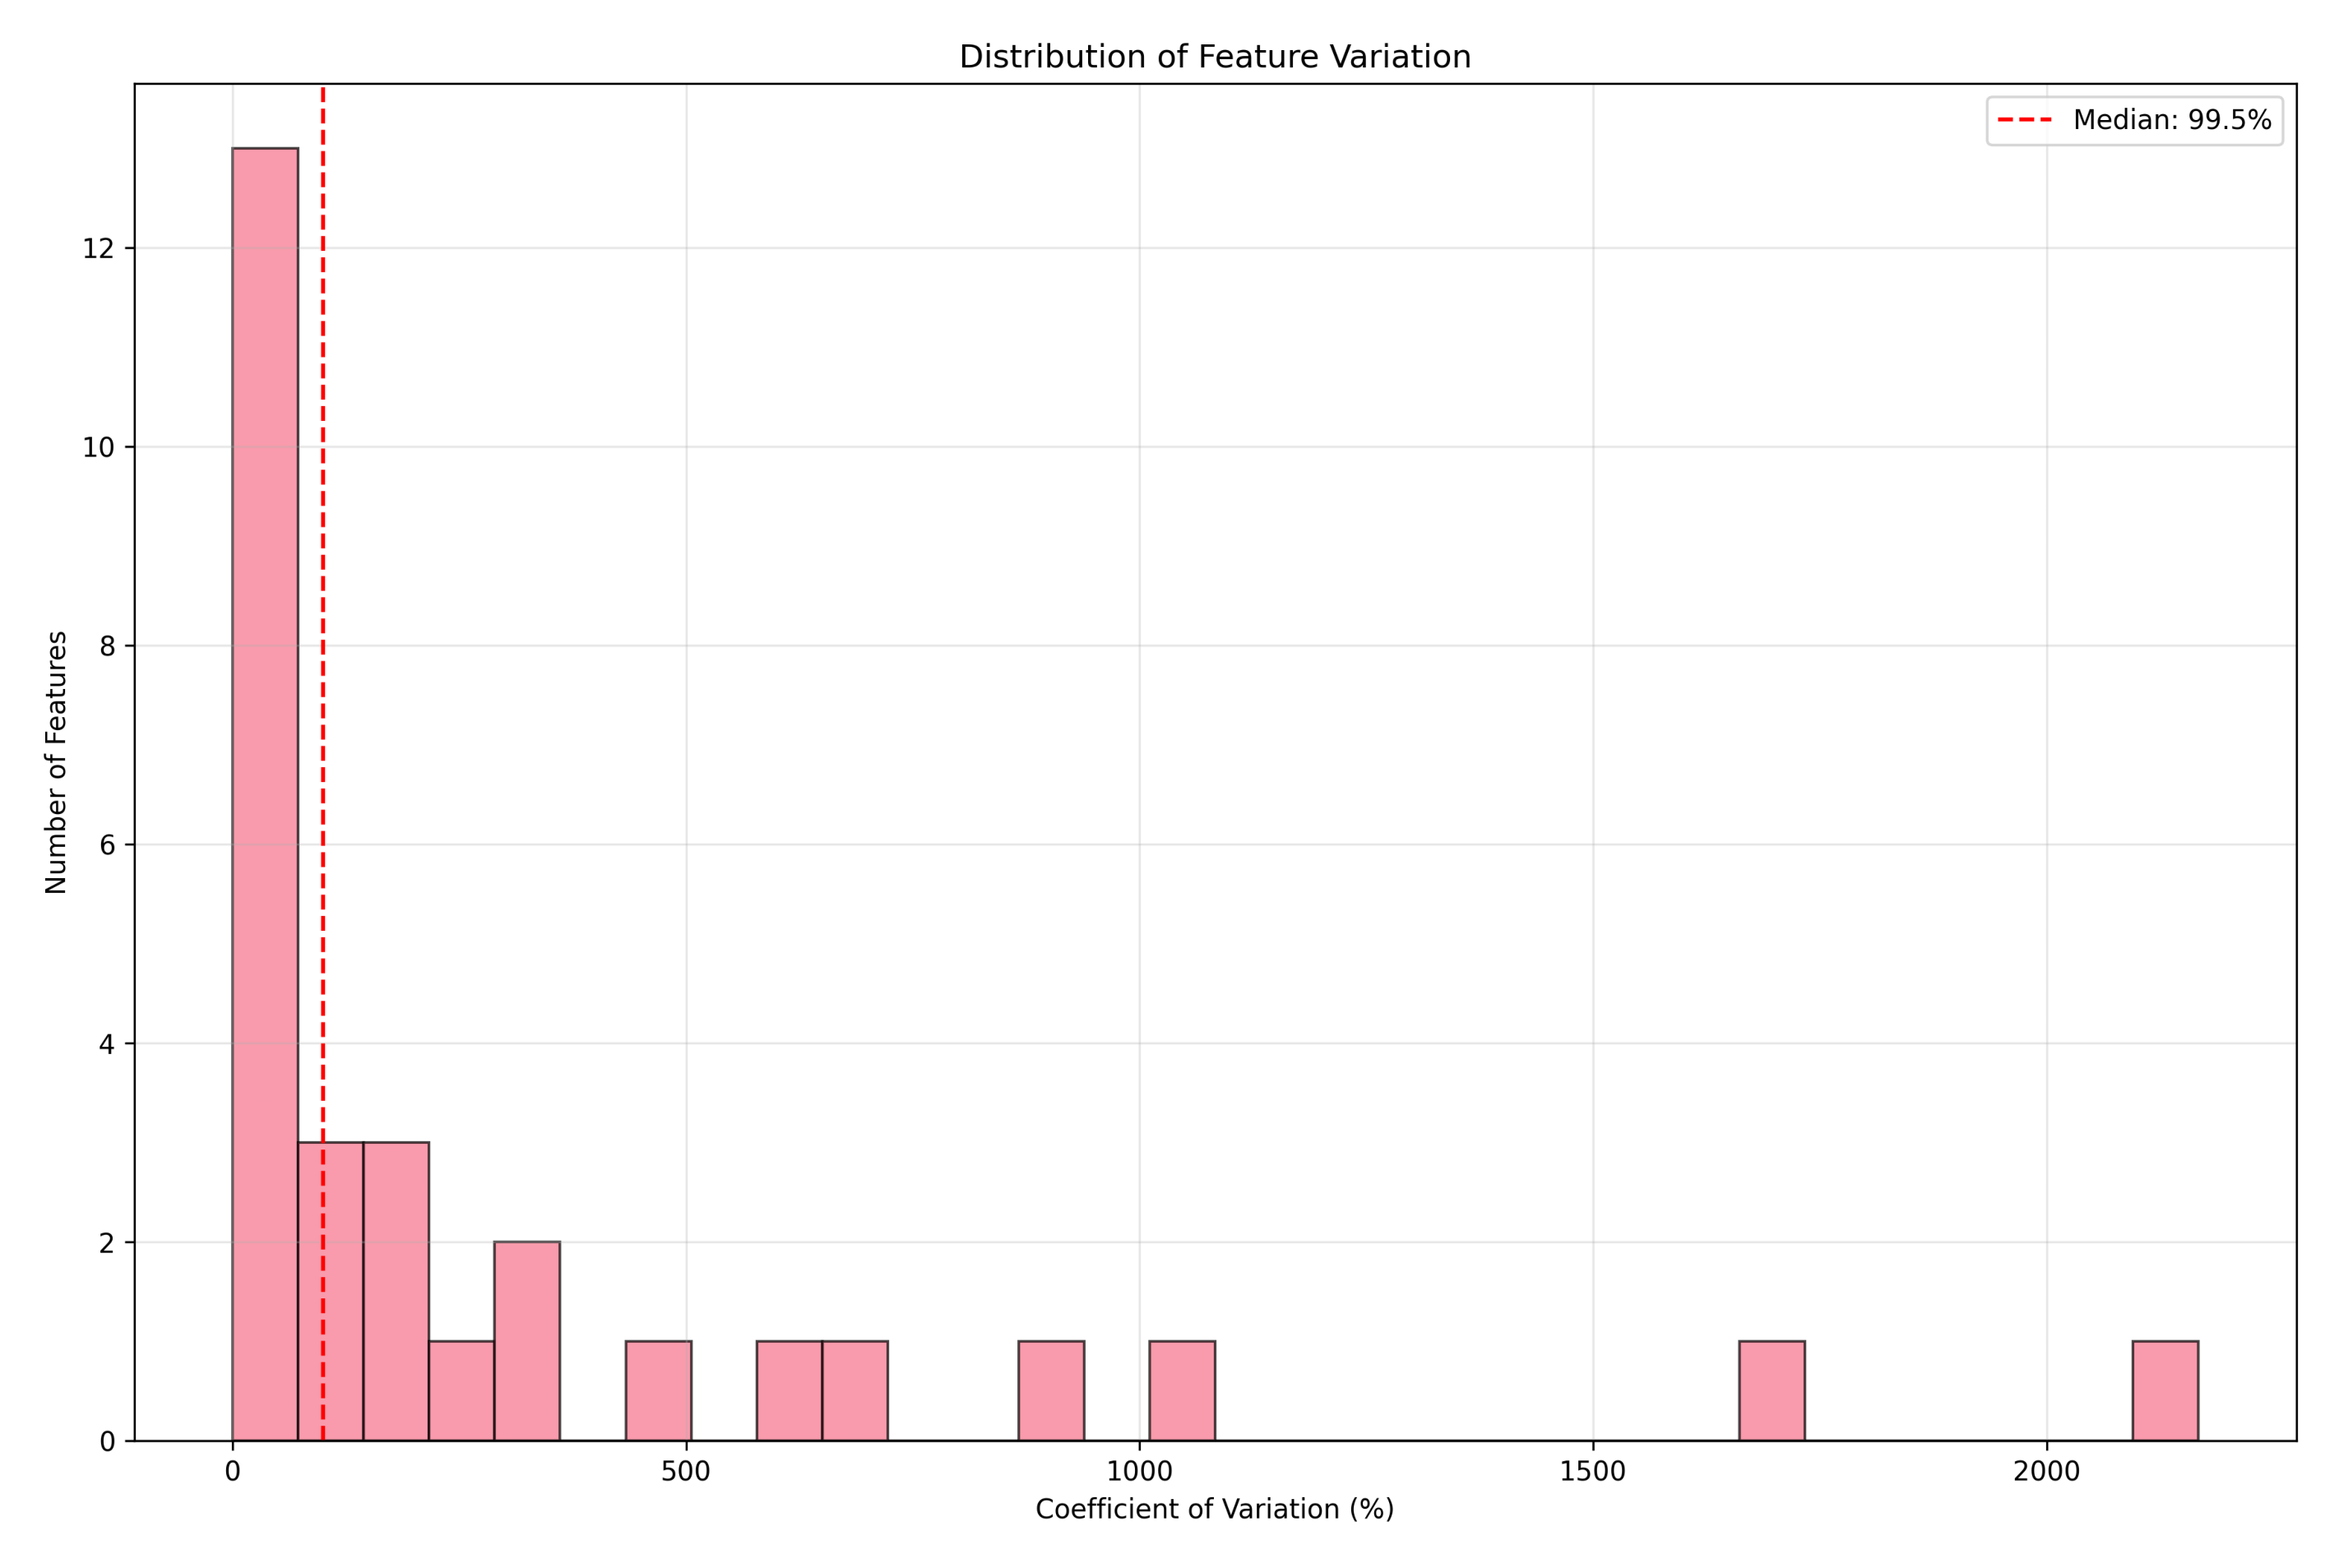 Distribution of Feature Variation
Median: 99.5%
12
10
8
6
4
2
0
Number of Features
0 500 1000 1500 2000
Coefficient of Variation (%)